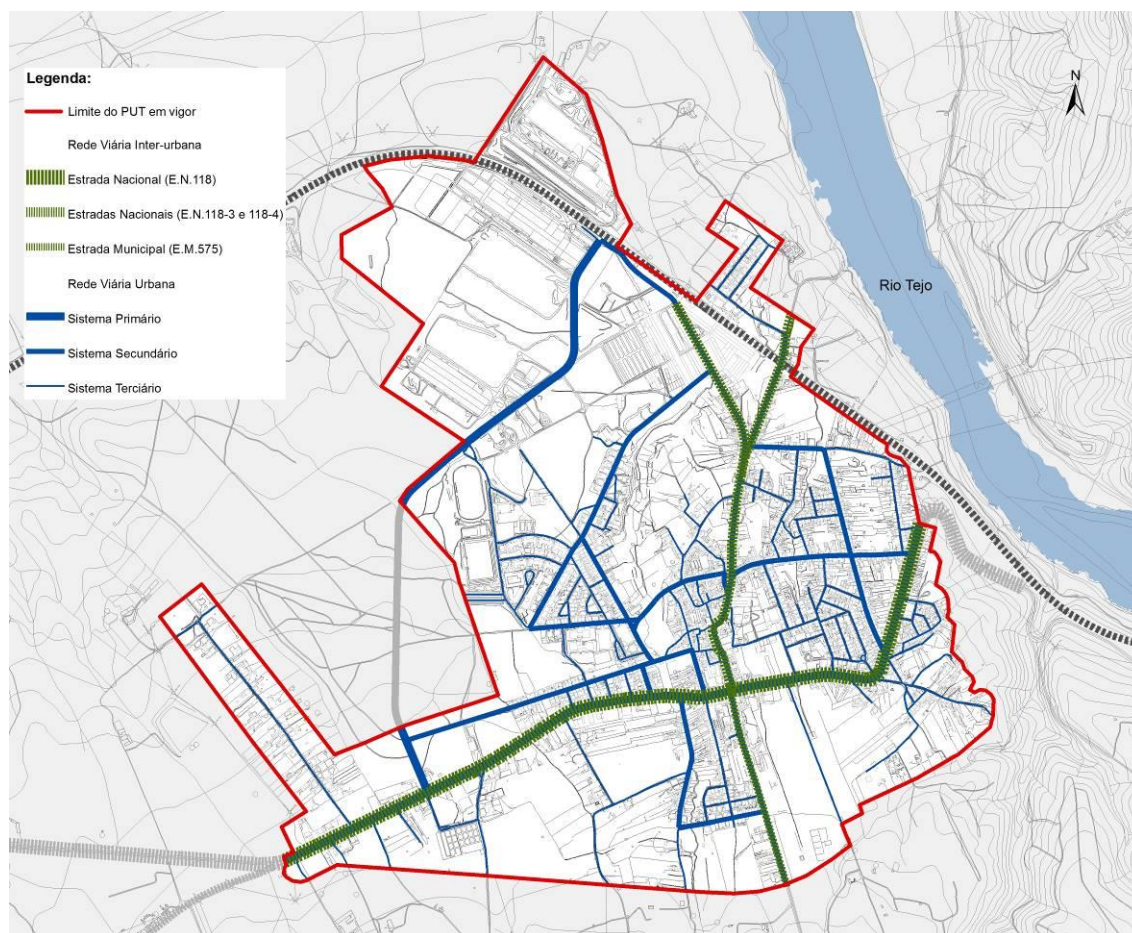 Legenda:
Limite do PUT em vigor
Rede Viária Inter-urbana
Estrada Nacional (E.N.118)
Estradas Nacionais (E.N.118-3 e 118-4)
Estrada Municipal (E.M.575)
Rede Viária Urbana
Sistema Primário
Sistema Secundário
Sistema Terciário
N
Rio Tejo